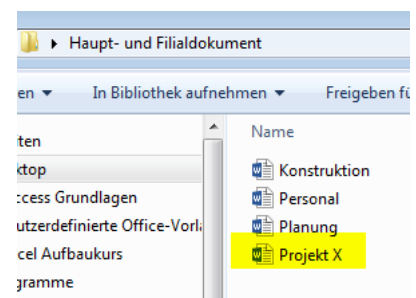 Haupt- und Filialdokument
en In Bibliothek aufnehmen Freigeben fü
Name
ten
ktop
ccess Grundlagen
utzerdefinierte Office-Vorla
cel Aufbaukurs
gramme
Konstruktion
Personal
Planung
Projekt X